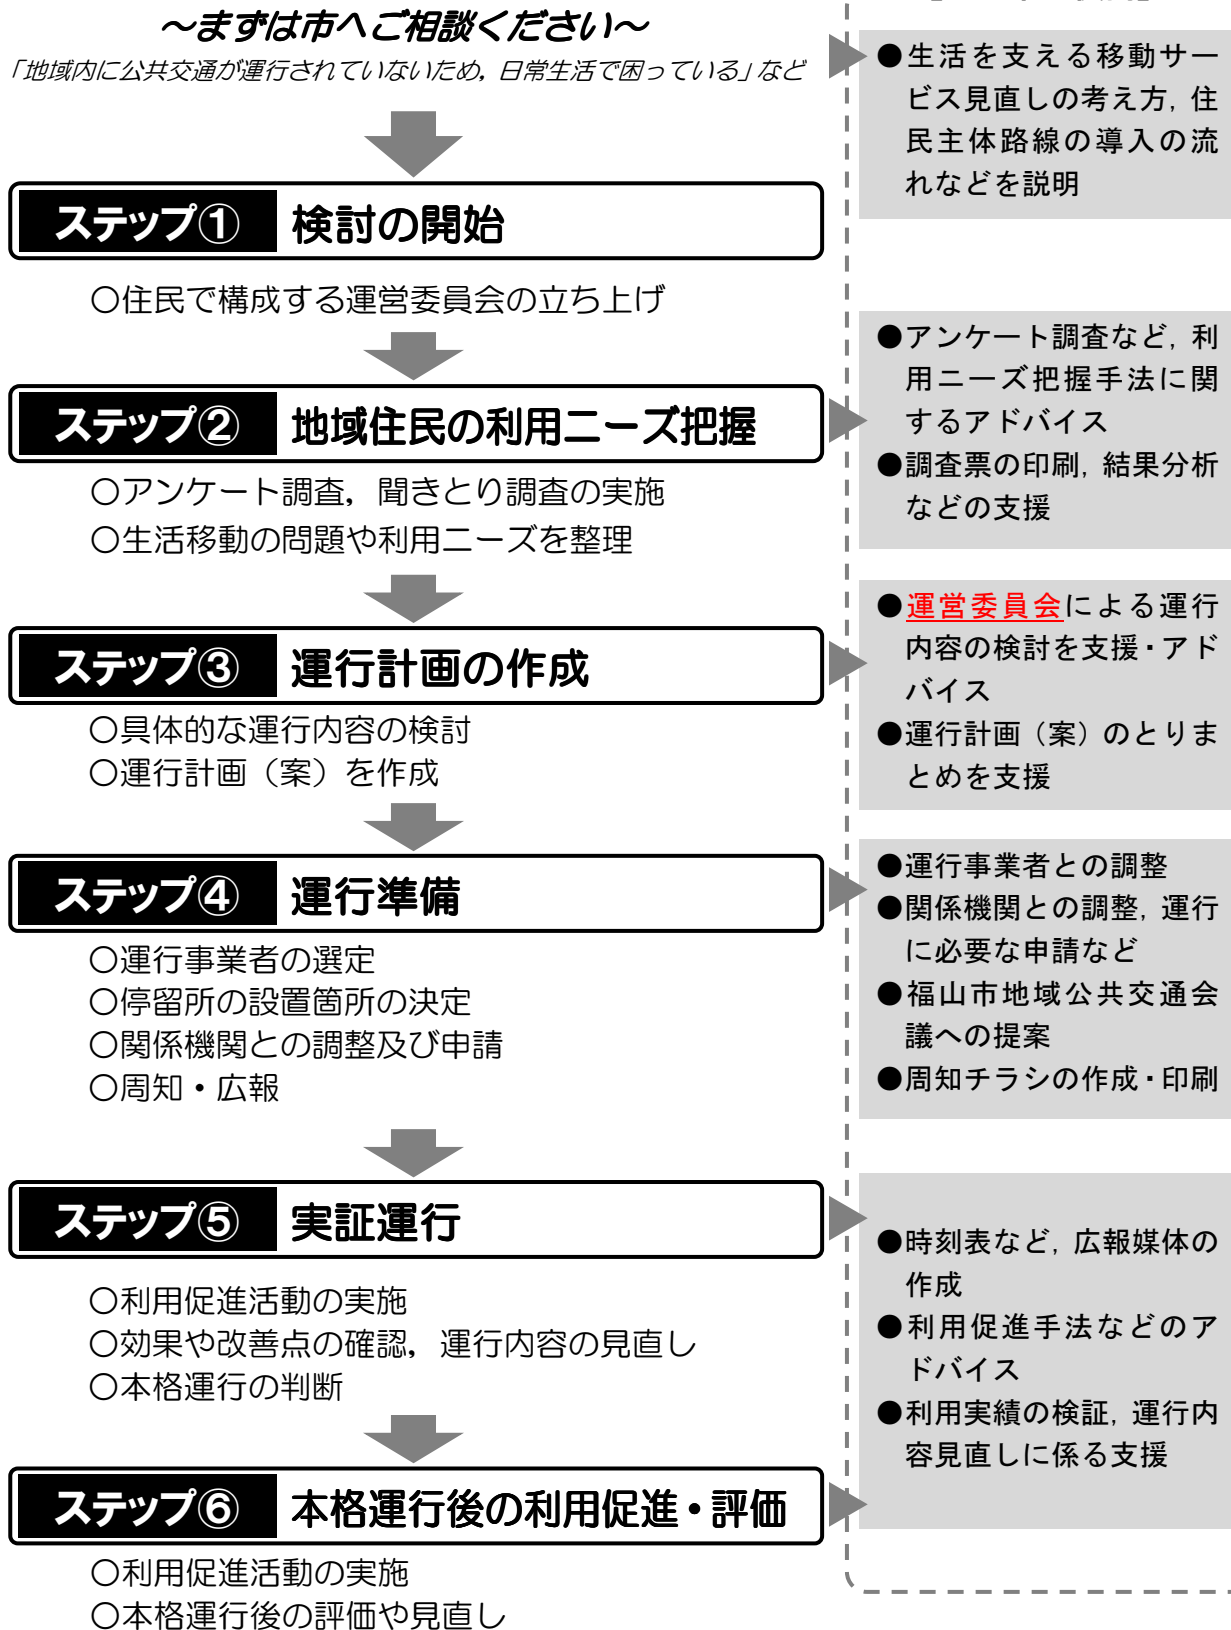 ～まずは市へご相談ください～
「地域内に公共交通が運行されていないため，日常生活で困っている」など
●生活を支える移動サー
ビス見直しの考え方，住
民主体路線の導入の流
れなどを説明
ステップ① 検討の開始
○住民で構成する運営委員会の立ち上げ
ステップ② 地域住民の利用ニーズ把握
○アンケート調査，聞きとり調査の実施
○生活移動の問題や利用ニーズを整理
●アンケート調査など，利
用ニーズ把握手法に関
するアドバイス
●調査票の印刷，結果分析
などの支援
ステップ③ 運行計画の作成
○具体的な運行内容の検討
○運行計画（案）を作成
●運営委員会による運行
内容の検討を支援・アド
バイス
●運行計画（案）のとりま
とめを支援
ステップ④ 運行準備
○運行事業者の選定
○停留所の設置箇所の決定
○関係機関との調整及び申請
○周知・広報
●運行事業者との調整
●関係機関との調整，運行
に必要な申請など
●福山市地域公共交通会
議への提案
●周知チラシの作成・印刷
ステップ⑤ 実証運行
○利用促進活動の実施
○効果や改善点の確認，運行内容の見直し
○本格運行の判断
●時刻表など，広報媒体の
作成
●利用促進手法などのア
ドバイス
●利用実績の検証，運行内
容見直しに係る支援
ステップ⑥ 本格運行後の利用促進・評価
○利用促進活動の実施
○本格運行後の評価や見直し